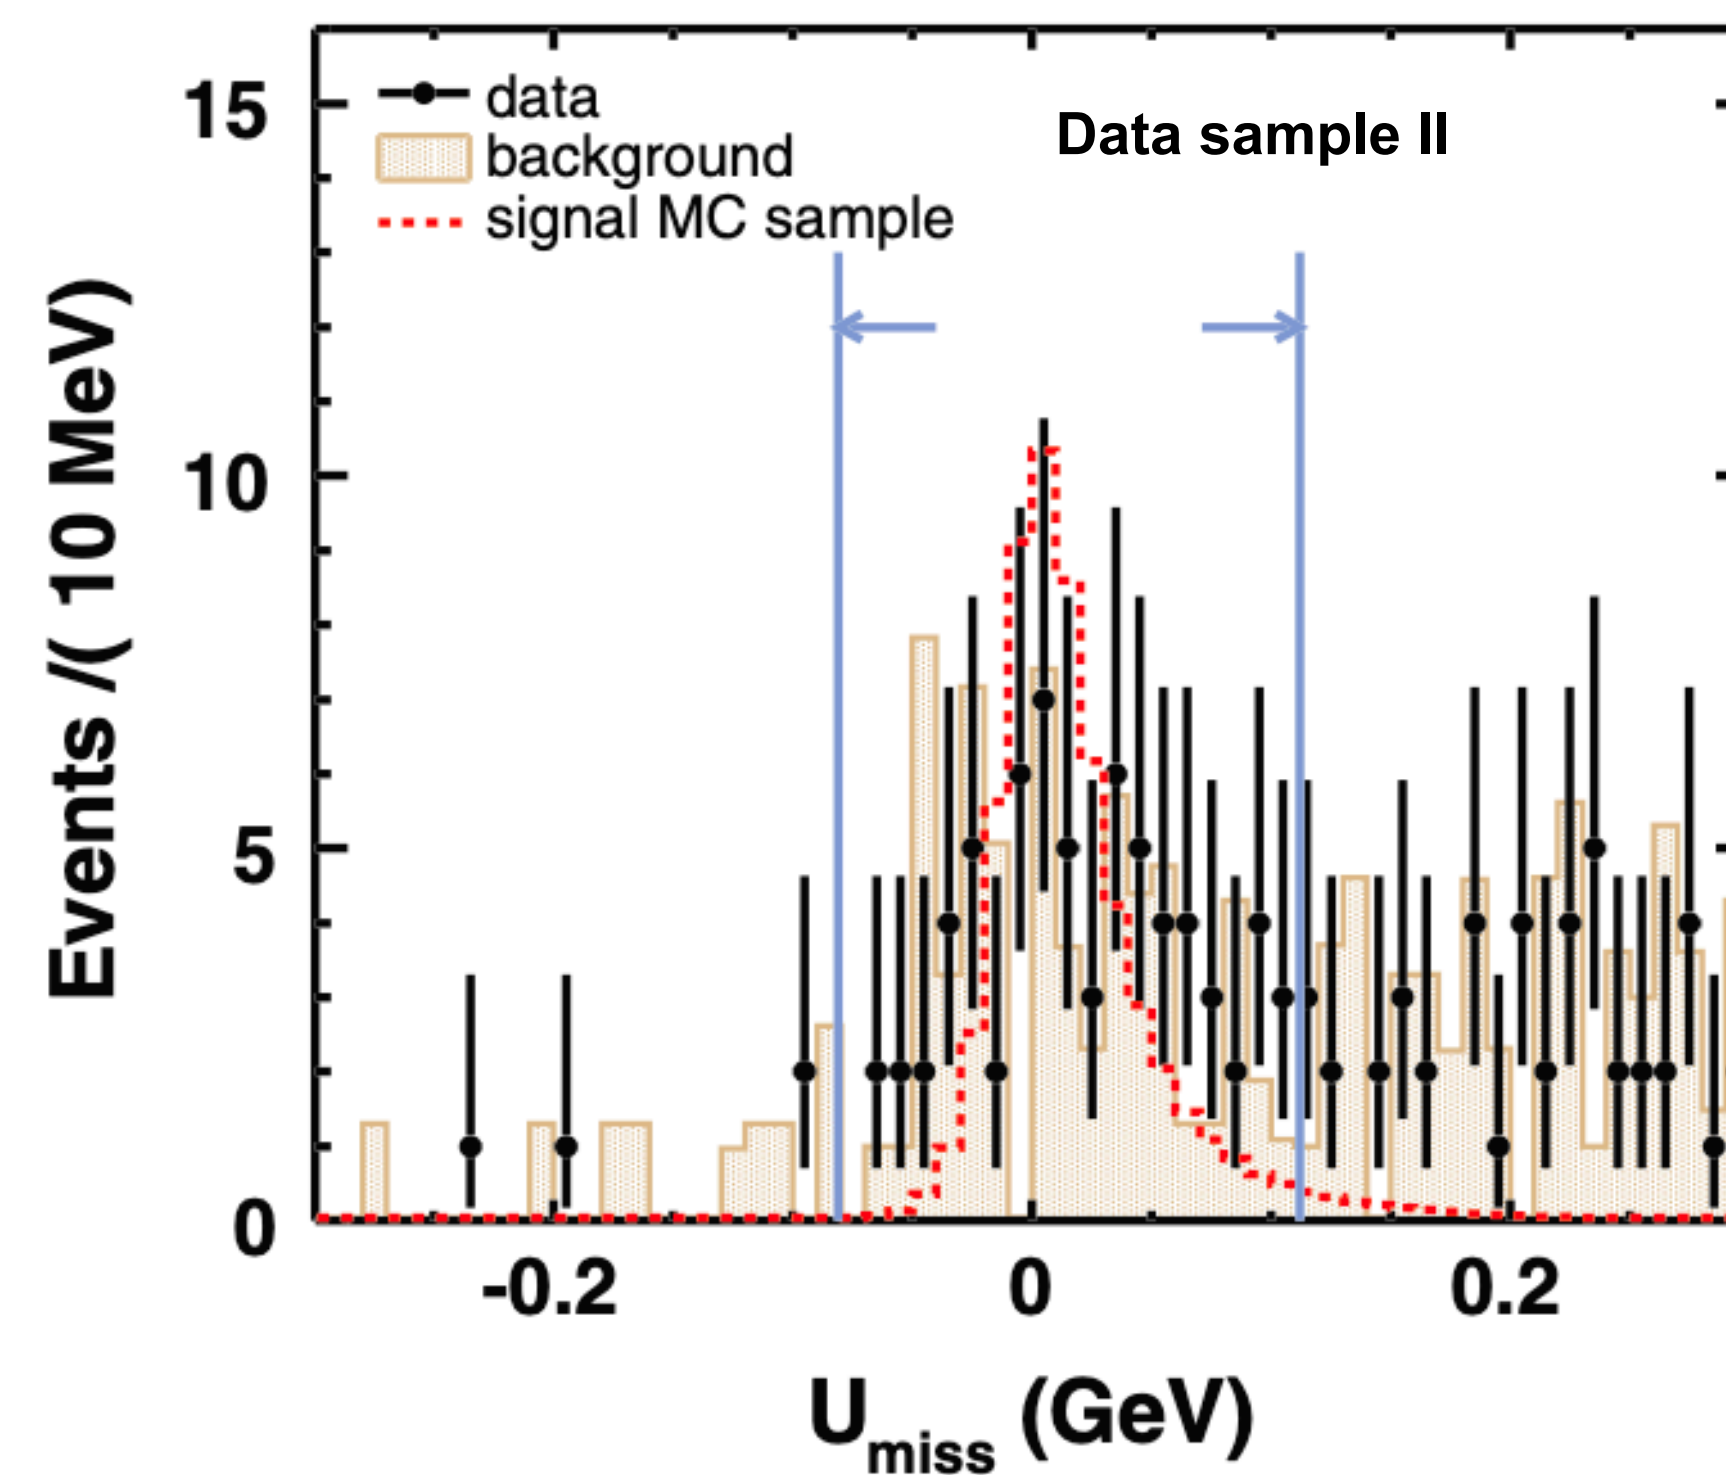 15
data
Data sample II
background
signal MC sample
10
5
0
Events /( 10 MeV)
-0.2
0
0.2
Umiss (GeV)